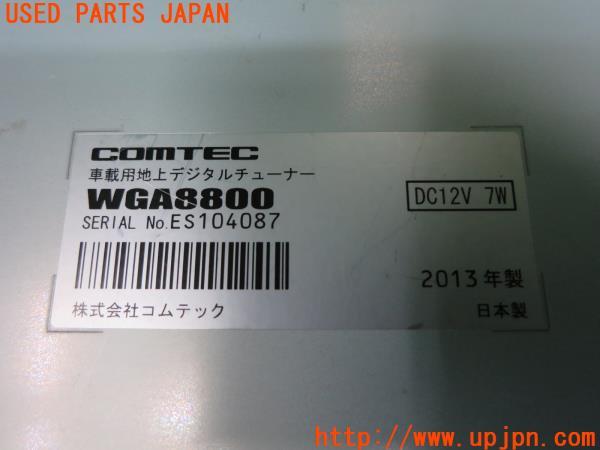 USED PARTS JAPAN
COMTEC
車載用地上デジタルチューナー
WGA8800
DC12V 7W
SERIAL No.ES104087
2013年製
株式会社コムテック
日本製
http://www.upjpn.com